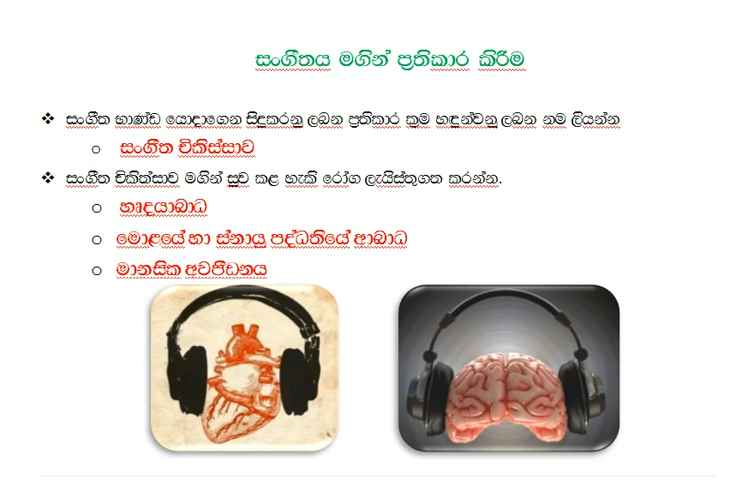 සංගීතය මගින් ප්‍රතිකාර කිරීම
❖ සංගීත භාණ්ඩ යොදාගෙන සිදුකරනු ලබන ප්‍රතිකාර ක්‍රම හඳුන්වනු ලබන නම ලියන්න
o සංගීත චිකිස්සාව
❖ සංගීත චිකිත්සාව මගින් සුව කළ හැකි රෝග ලැයිස්තුගත කරන්න.
o හෘදයාබාධ
o මොළයේ හා ස්නායු පද්ධතියේ ආබාධ
o මානසික අවපීඩනය